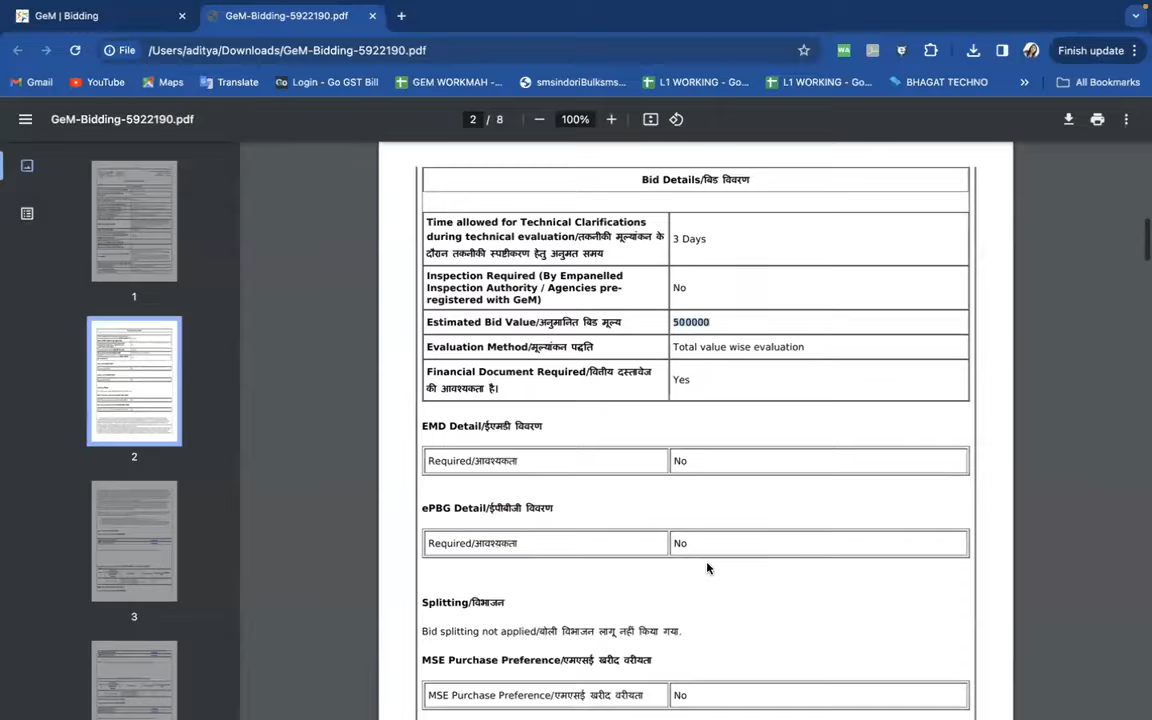 GeM | Bidding
GeM-Bidding-5922190.pdf
File /Users/aditya/Downloads/GeM-Bidding-5922190.pdf
Finish update
Gmail YouTube Maps Translate Login - Go GST Bill GEM WORKMAH -... smsindoriBulksms... L1 WORKING - Go... L1 WORKING - Go... BHAGAT TECHNO » All Bookmarks
GeM-Bidding-5922190.pdf 2 / 8 — 100% +
1
2
3
Bid Details/बिड विवरण
Time allowed for Technical Clarifications
during technical evaluation/तकनीकी मूल्यांकन के
दौरान तकनीकी स्पष्टीकरण हेतु अनुमत समय
3 Days
Inspection Required (By Empanelled
Inspection Authority / Agencies pre-
registered with GeM)
No
Estimated Bid Value/अनुमानित बिड मूल्य 500000
Evaluation Method/मूल्यांकन पद्धति Total value wise evaluation
Financial Document Required/वित्तीय दस्तावेज
की आवश्यकता है।
Yes
EMD Detail/ईएमडी विवरण
Required/आवश्यकता No
ePBG Detail/ईपीबीजी विवरण
Required/आवश्यकता No
Splitting/विभाजन
Bid splitting not applied/बोली विभाजन लागू नहीं किया गया.
MSE Purchase Preference/एमएसई खरीद वरीयता
MSE Purchase Preference/एमएसई खरीद वरीयता No